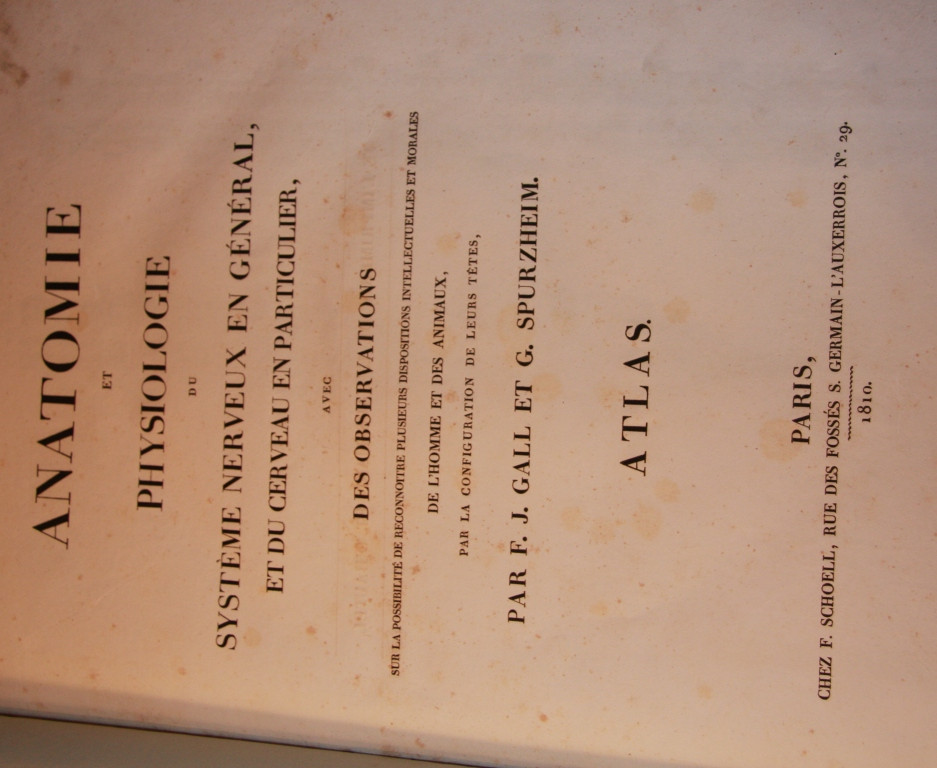 ANATOMIE
ET
PHYSIOLOGIE
DU
SYSTÈME NERVEUX EN GÉNÉRAL,
ET DU CERVEAU EN PARTICULIER,
AVEC
DES OBSERVATIONS
SUR LA POSSIBILITÉ DE RECONNOITRE PLUSIEURS DISPOSITIONS INTELLECTUELLES ET MORALES
DE L'HOMME ET DES ANIMAUX,
PAR LA CONFIGURATION DE LEURS TÊTES,
PAR F. J. GALL ET G. SPURZHEIM.
ATLAS.
PARIS,
CHEZ F. SCHOELL, RUE DES FOSSÉS S. GERMAIN-L'AUXERROIS, Nº. 29.
1810.